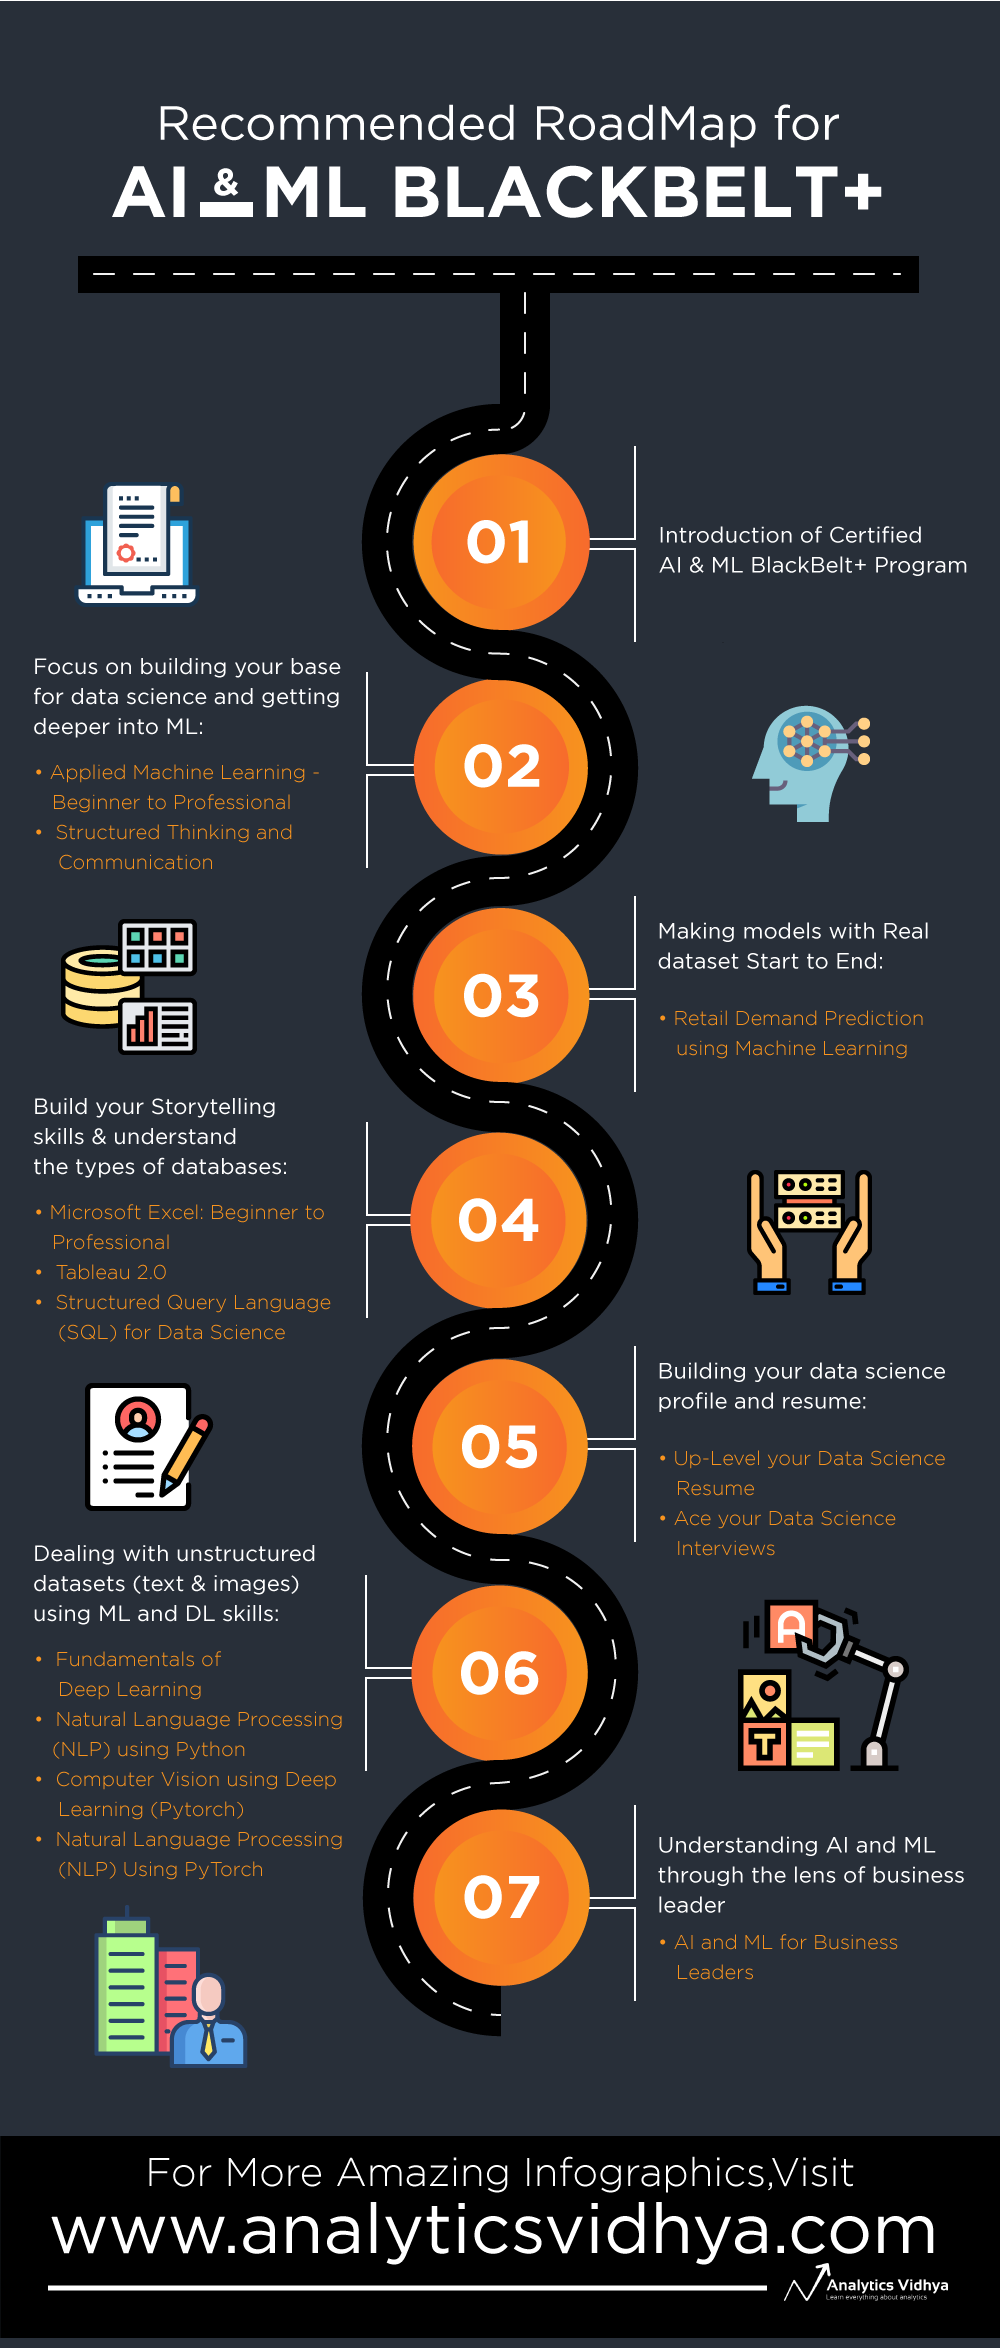 Recommended RoadMap for
AI & ML BLACKBELT+
01
Introduction of Certified
AI & ML BlackBelt+ Program
Focus on building your base
for data science and getting
deeper into ML:
• Applied Machine Learning -
Beginner to Professional
• Structured Thinking and
Communication
02
03
Making models with Real
dataset Start to End:
• Retail Demand Prediction
using Machine Learning
Build your Storytelling
skills & understand
the types of databases:
• Microsoft Excel: Beginner to
Professional
• Tableau 2.0
• Structured Query Language
(SQL) for Data Science
04
05
Building your data science
profile and resume:
• Up-Level your Data Science
Resume
• Ace your Data Science
Interviews
Dealing with unstructured
datasets (text & images)
using ML and DL skills:
• Fundamentals of
Deep Learning
• Natural Language Processing
(NLP) using Python
• Computer Vision using Deep
Learning (Pytorch)
• Natural Language Processing
(NLP) Using PyTorch
06
A
T
07
Understanding AI and ML
through the lens of business
leader
• AI and ML for Business
Leaders
For More Amazing Infographics,Visit
www.analyticsvidhya.com
Analytics Vidhya
Learn everything about analytics